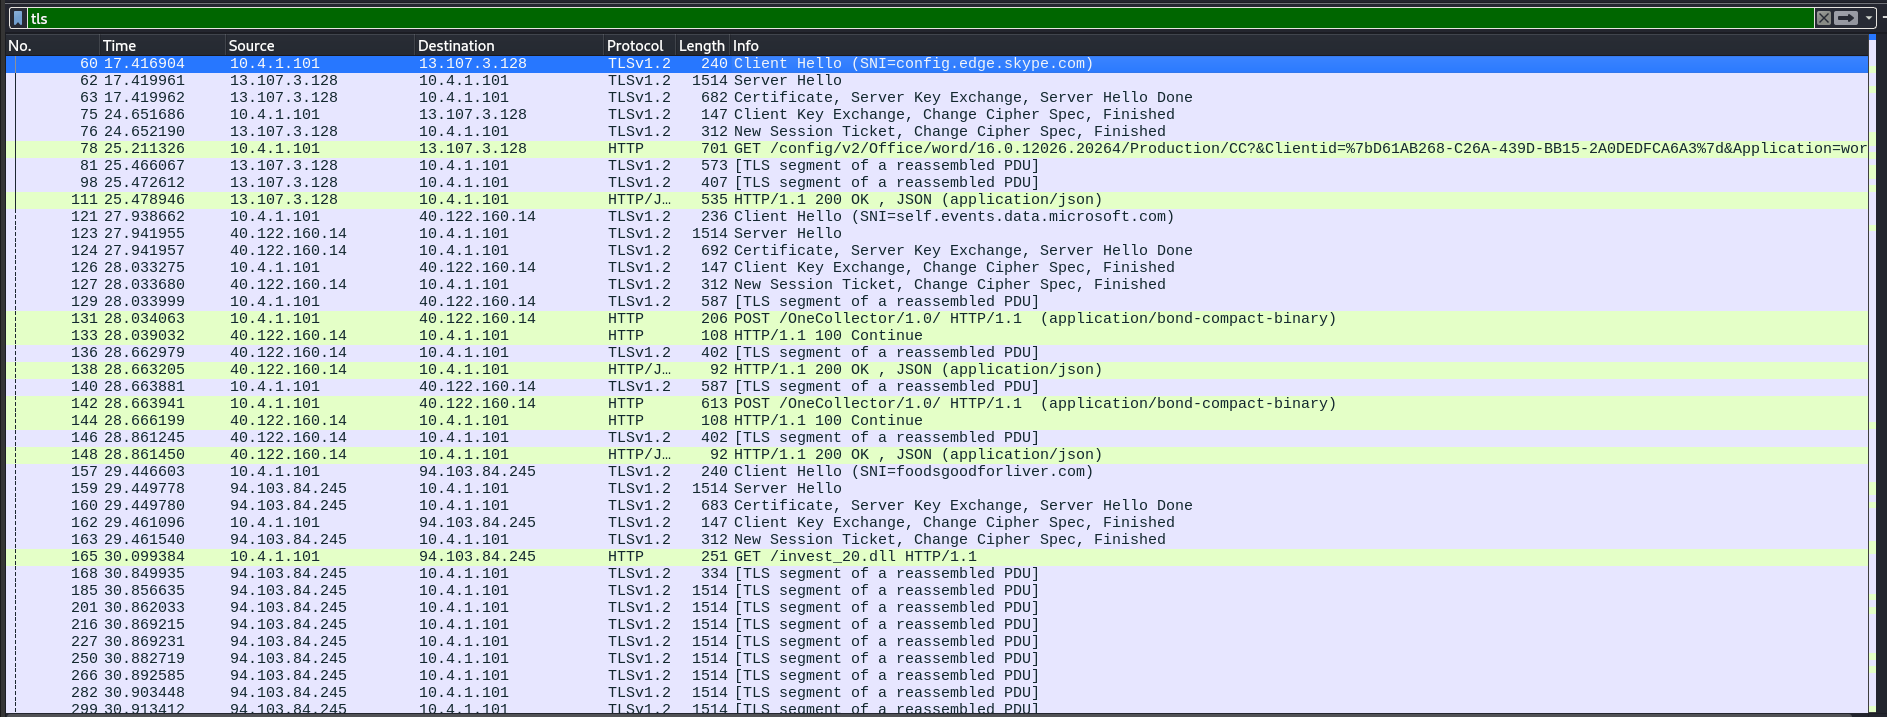 tls
No. Time Source Destination Protocol Length Info
60 17.416904 10.4.1.101 13.107.3.128 TLSv1.2 240 Client Hello (SNI=config.edge.skype.com)
62 17.419961 13.107.3.128 10.4.1.101 TLSv1.2 1514 Server Hello
63 17.419962 13.107.3.128 10.4.1.101 TLSv1.2 682 Certificate, Server Key Exchange, Server Hello Done
75 24.651686 10.4.1.101 13.107.3.128 TLSv1.2 147 Client Key Exchange, Change Cipher Spec, Finished
76 24.652190 13.107.3.128 10.4.1.101 TLSv1.2 312 New Session Ticket, Change Cipher Spec, Finished
78 25.211326 10.4.1.101 13.107.3.128 HTTP 701 GET /config/v2/Office/word/16.0.12026.20264/Production/CC?&Clientid=%7bD61AB268-C26A-439D-BB15-2A0DEDFCA6A3%7d&Application=wor
81 25.466067 13.107.3.128 10.4.1.101 TLSv1.2 573 [TLS segment of a reassembled PDU]
98 25.472612 13.107.3.128 10.4.1.101 TLSv1.2 407 [TLS segment of a reassembled PDU]
111 25.478946 13.107.3.128 10.4.1.101 HTTP/J… 535 HTTP/1.1 200 OK , JSON (application/json)
121 27.938662 10.4.1.101 40.122.160.14 TLSv1.2 236 Client Hello (SNI=self.events.data.microsoft.com)
123 27.941955 40.122.160.14 10.4.1.101 TLSv1.2 1514 Server Hello
124 27.941957 40.122.160.14 10.4.1.101 TLSv1.2 692 Certificate, Server Key Exchange, Server Hello Done
126 28.033275 10.4.1.101 40.122.160.14 TLSv1.2 147 Client Key Exchange, Change Cipher Spec, Finished
127 28.033680 40.122.160.14 10.4.1.101 TLSv1.2 312 New Session Ticket, Change Cipher Spec, Finished
129 28.033999 10.4.1.101 40.122.160.14 TLSv1.2 587 [TLS segment of a reassembled PDU]
131 28.034063 10.4.1.101 40.122.160.14 HTTP 206 POST /OneCollector/1.0/ HTTP/1.1  (application/bond-compact-binary)
133 28.039032 40.122.160.14 10.4.1.101 HTTP 108 HTTP/1.1 100 Continue
136 28.662979 40.122.160.14 10.4.1.101 TLSv1.2 402 [TLS segment of a reassembled PDU]
138 28.663205 40.122.160.14 10.4.1.101 HTTP/J… 92 HTTP/1.1 200 OK , JSON (application/json)
140 28.663881 10.4.1.101 40.122.160.14 TLSv1.2 587 [TLS segment of a reassembled PDU]
142 28.663941 10.4.1.101 40.122.160.14 HTTP 613 POST /OneCollector/1.0/ HTTP/1.1  (application/bond-compact-binary)
144 28.666199 40.122.160.14 10.4.1.101 HTTP 108 HTTP/1.1 100 Continue
146 28.861245 40.122.160.14 10.4.1.101 TLSv1.2 402 [TLS segment of a reassembled PDU]
148 28.861450 40.122.160.14 10.4.1.101 HTTP/J… 92 HTTP/1.1 200 OK , JSON (application/json)
157 29.446603 10.4.1.101 94.103.84.245 TLSv1.2 240 Client Hello (SNI=foodsgoodforliver.com)
159 29.449778 94.103.84.245 10.4.1.101 TLSv1.2 1514 Server Hello
160 29.449780 94.103.84.245 10.4.1.101 TLSv1.2 683 Certificate, Server Key Exchange, Server Hello Done
162 29.461096 10.4.1.101 94.103.84.245 TLSv1.2 147 Client Key Exchange, Change Cipher Spec, Finished
163 29.461540 94.103.84.245 10.4.1.101 TLSv1.2 312 New Session Ticket, Change Cipher Spec, Finished
165 30.099384 10.4.1.101 94.103.84.245 HTTP 251 GET /invest_20.dll HTTP/1.1
168 30.849935 94.103.84.245 10.4.1.101 TLSv1.2 334 [TLS segment of a reassembled PDU]
185 30.856635 94.103.84.245 10.4.1.101 TLSv1.2 1514 [TLS segment of a reassembled PDU]
201 30.862033 94.103.84.245 10.4.1.101 TLSv1.2 1514 [TLS segment of a reassembled PDU]
216 30.869215 94.103.84.245 10.4.1.101 TLSv1.2 1514 [TLS segment of a reassembled PDU]
227 30.869231 94.103.84.245 10.4.1.101 TLSv1.2 1514 [TLS segment of a reassembled PDU]
250 30.882719 94.103.84.245 10.4.1.101 TLSv1.2 1514 [TLS segment of a reassembled PDU]
266 30.892585 94.103.84.245 10.4.1.101 TLSv1.2 1514 [TLS segment of a reassembled PDU]
282 30.903448 94.103.84.245 10.4.1.101 TLSv1.2 1514 [TLS segment of a reassembled PDU]
299 30.913412 94.103.84.245 10.4.1.101 TLSv1.2 1514 [TLS segment of a reassembled PDU]